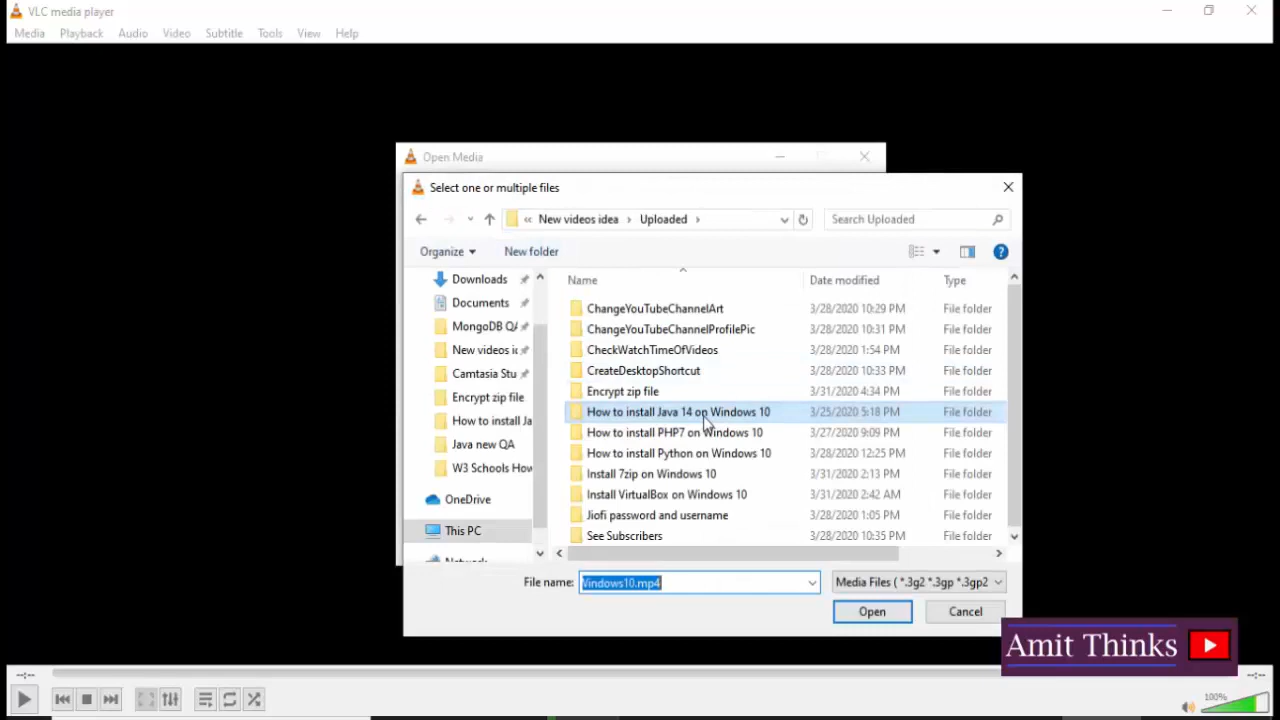 VLC media player
Media Playback Audio Video Subtitle Tools View Help
Open Media
Select one or multiple files
« New videos idea › Uploaded ›
Search Uploaded
Organize New folder
Name Date modified Type
Downloads
Documents
MongoDB QA
New videos ic
Camtasia Stu
Encrypt zip file
How to install Ja
Java new QA
W3 Schools How
OneDrive
This PC
Network
ChangeYouTubeChannelArt 3/28/2020 10:29 PM File folder
ChangeYouTubeChannelProfilePic 3/28/2020 10:31 PM File folder
CheckWatchTimeOfVideos 3/28/2020 1:54 PM File folder
CreateDesktopShortcut 3/28/2020 10:33 PM File folder
Encrypt zip file 3/31/2020 4:34 PM File folder
How to install Java 14 on Windows 10 3/25/2020 5:18 PM File folder
How to install PHP7 on Windows 10 3/27/2020 9:09 PM File folder
How to install Python on Windows 10 3/28/2020 12:25 PM File folder
Install 7zip on Windows 10 3/31/2020 2:13 PM File folder
Install VirtualBox on Windows 10 3/31/2020 2:42 AM File folder
Jiofi password and username 3/28/2020 1:05 PM File folder
See Subscribers 3/28/2020 10:35 PM File folder
File name: Windows10.mp4
Media Files ( *.3g2 *.3gp *.3gp2
Open Cancel
Amit Thinks
--:-- --:--
100%